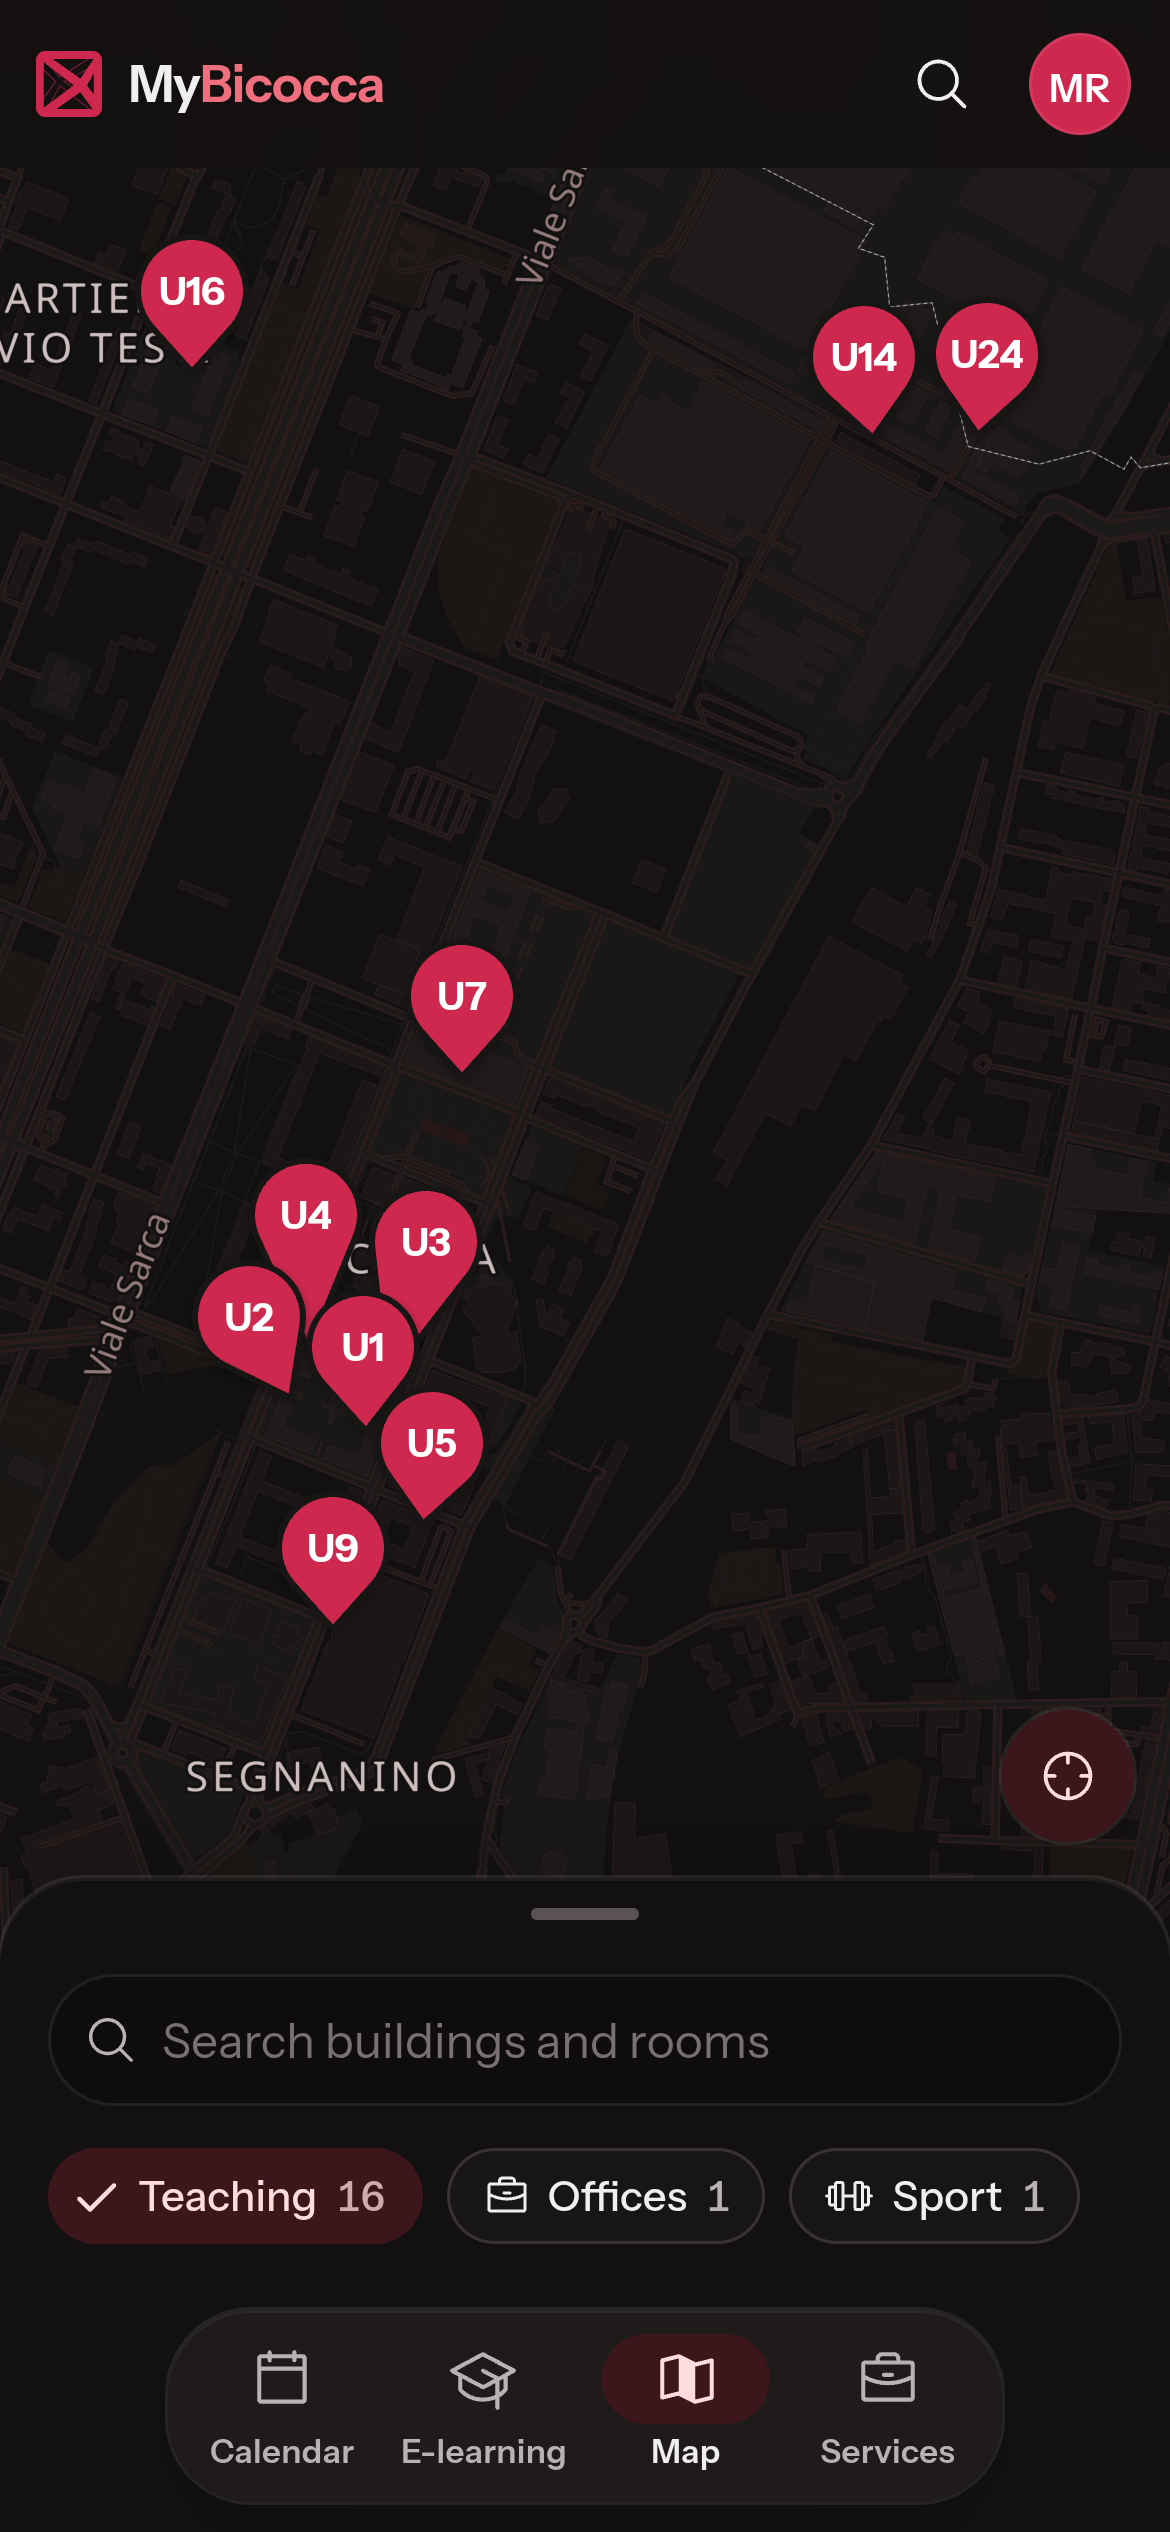 MyBicocca
MR
Viale Sa
ARTIE
VIO TES
U16
U14
U24
U7
U4
U3
U2
U1
Viale Sarca
U5
U9
SEGNANINO
Search buildings and rooms
Teaching 16
Offices 1
Sport 1
Calendar
E-learning
Map
Services